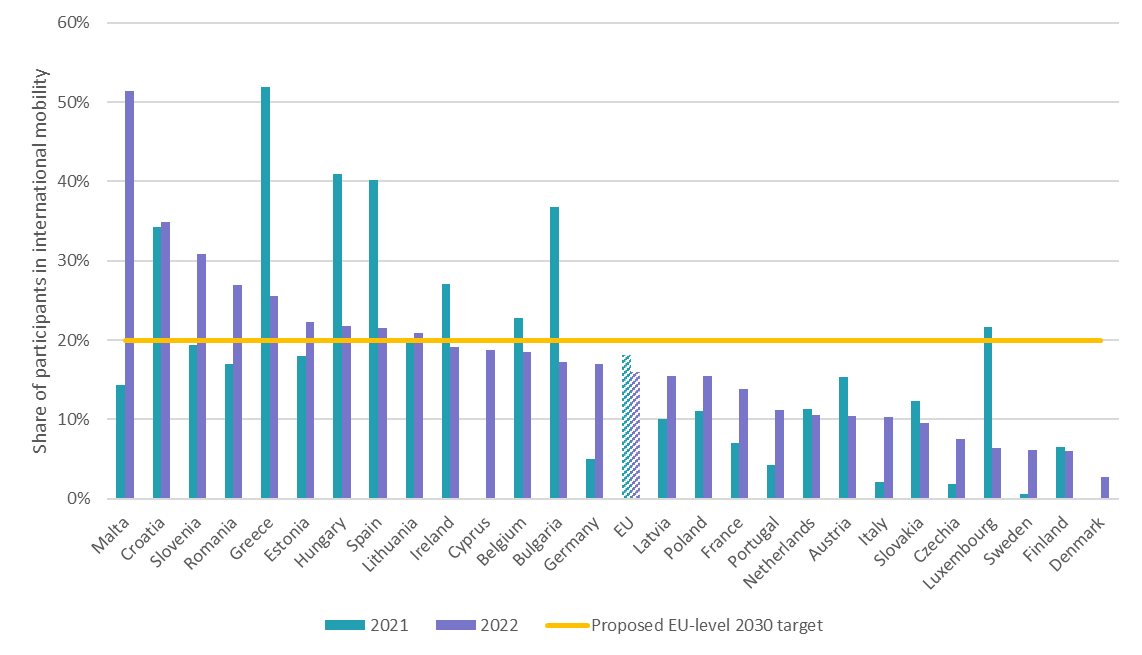 Share of participants in international mobility
60%
50%
40%
30%
20%
10%
0%
Malta
Croatia
Slovenia
Romania
Greece
Estonia
Hungary
Spain
Lithuania
Ireland
Cyprus
Belgium
Bulgaria
Germany
EU
Latvia
Poland
France
Portugal
Netherlands
Austria
Italy
Slovakia
Czechia
Luxembourg
Sweden
Finland
Denmark
2021 2022 Proposed EU-level 2030 target